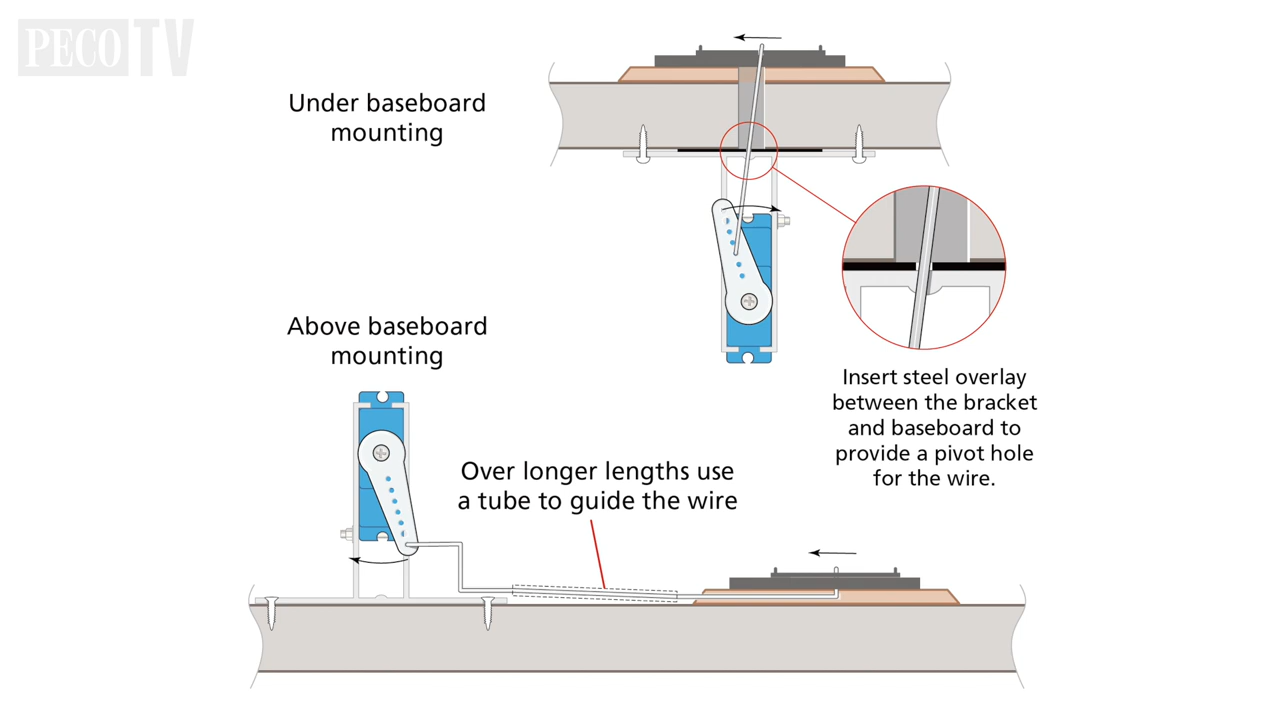 PECO TV
Under baseboard
mounting
Above baseboard
mounting
Insert steel overlay
between the bracket
and baseboard to
provide a pivot hole
for the wire.
Over longer lengths use
a tube to guide the wire